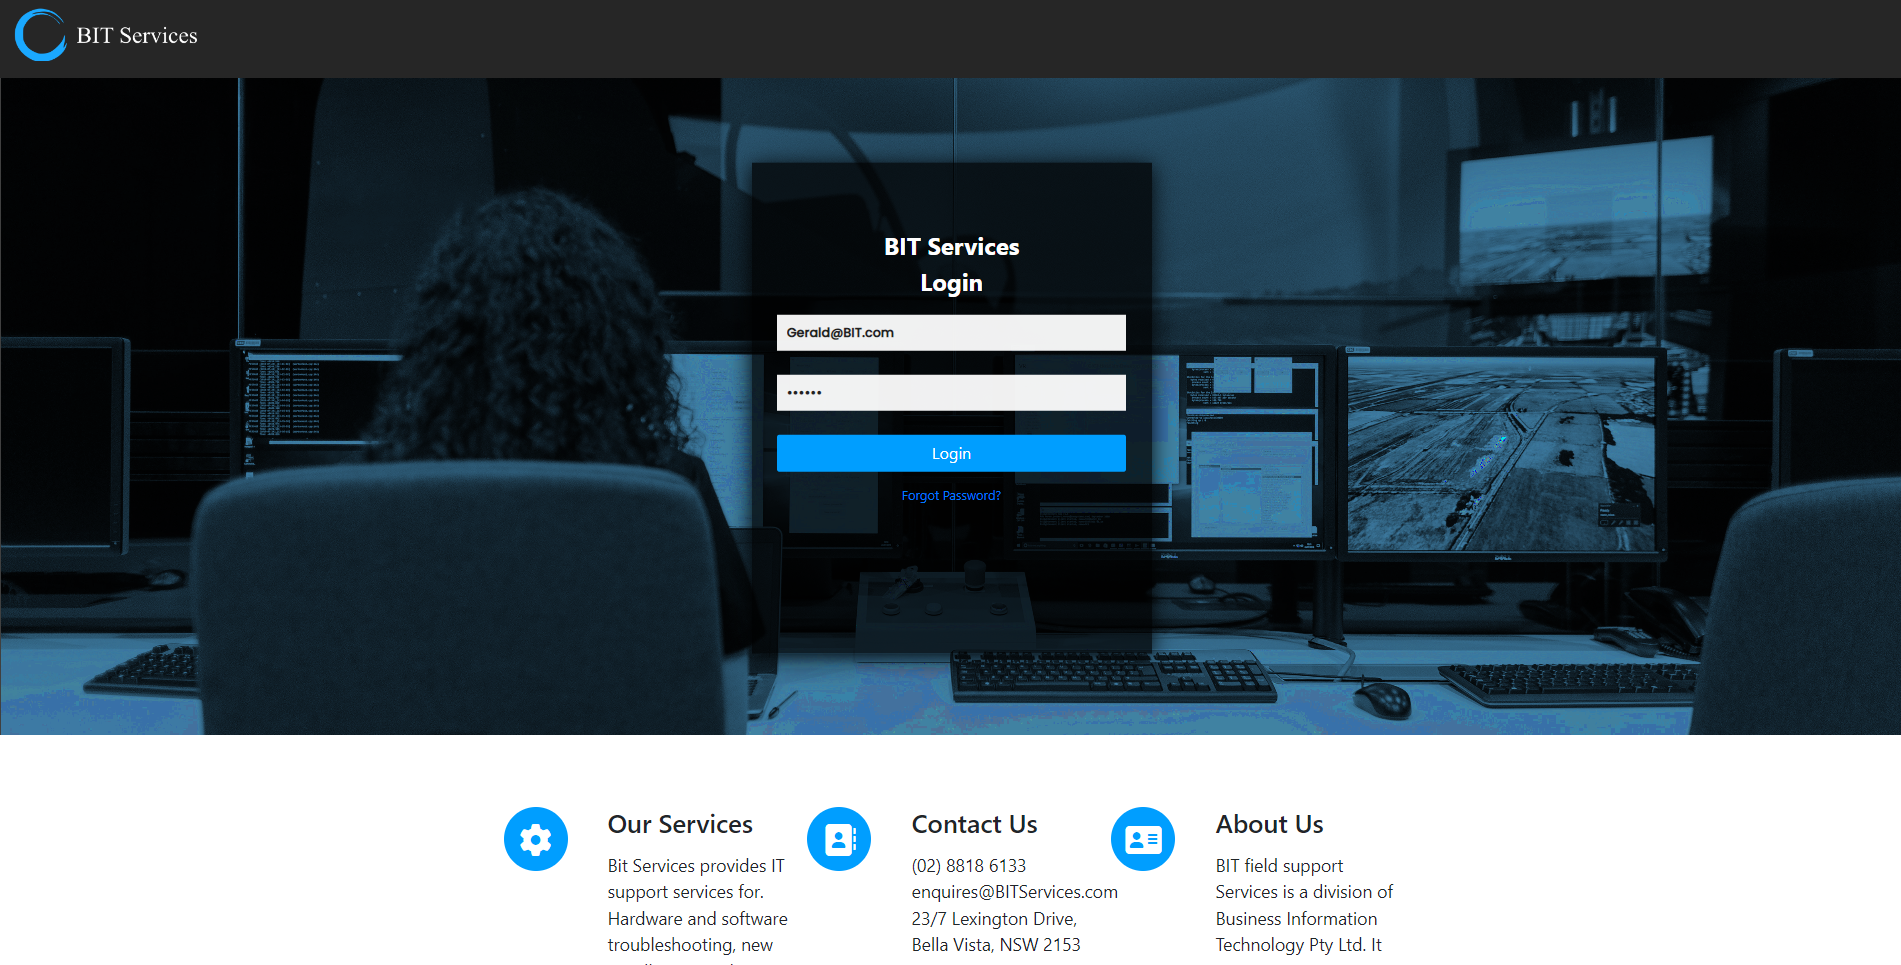 BIT Services
BIT Services
Login
Gerald@BIT.com
••••••
Login
Forgot Password?
Our Services
Bit Services provides IT
support services for.
Hardware and software
troubleshooting, new
Contact Us
(02) 8818 6133
enquires@BITServices.com
23/7 Lexington Drive,
Bella Vista, NSW 2153
About Us
BIT field support
Services is a division of
Business Information
Technology Pty Ltd. It